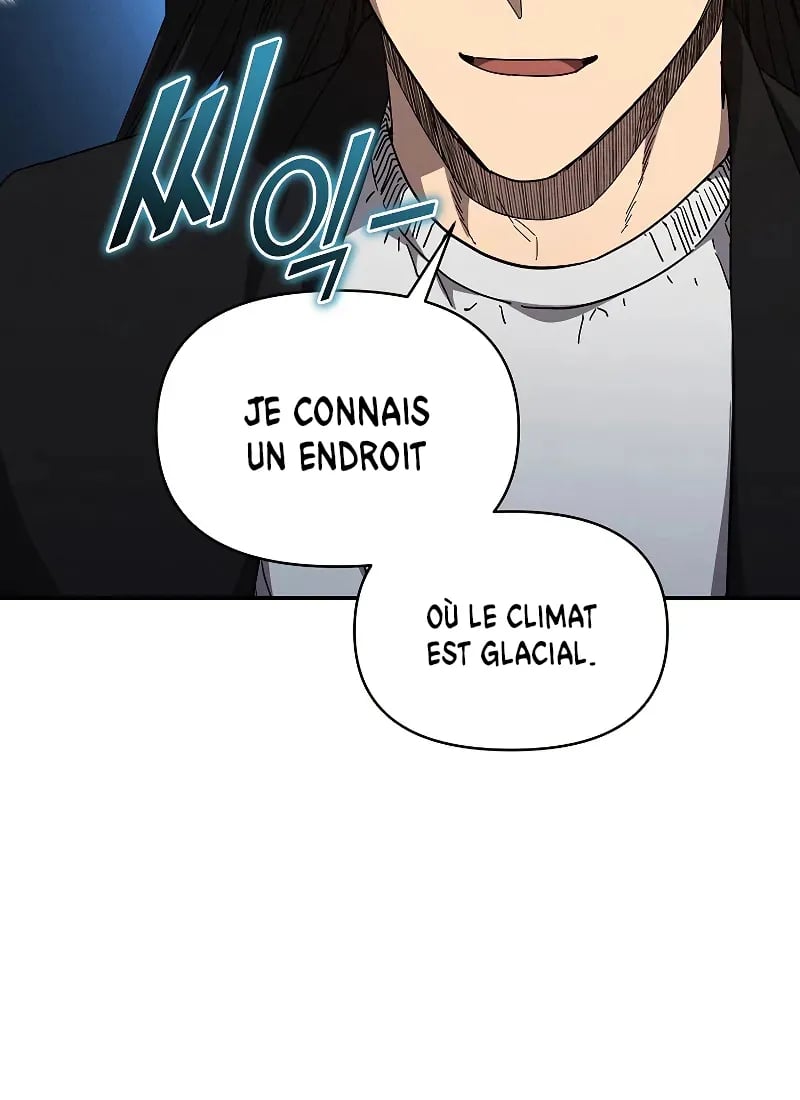 씨익-
JE CONNAIS
UN ENDROIT
OÙ LE CLIMAT
EST GLACIAL.